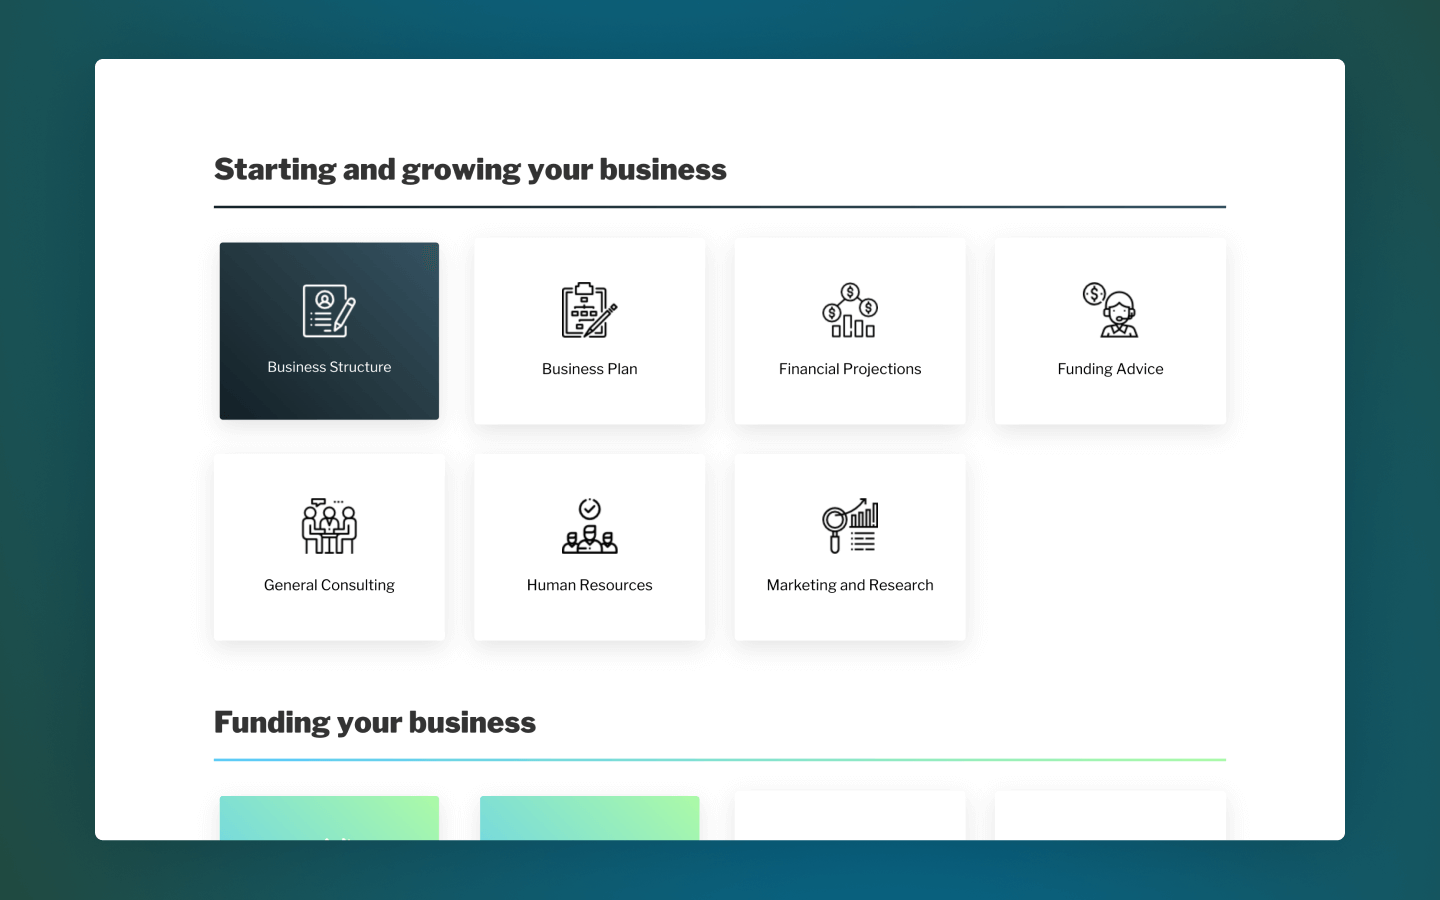 Starting and growing your business
Business Structure
Business Plan
Financial Projections
Funding Advice
General Consulting
Human Resources
Marketing and Research
Funding your business